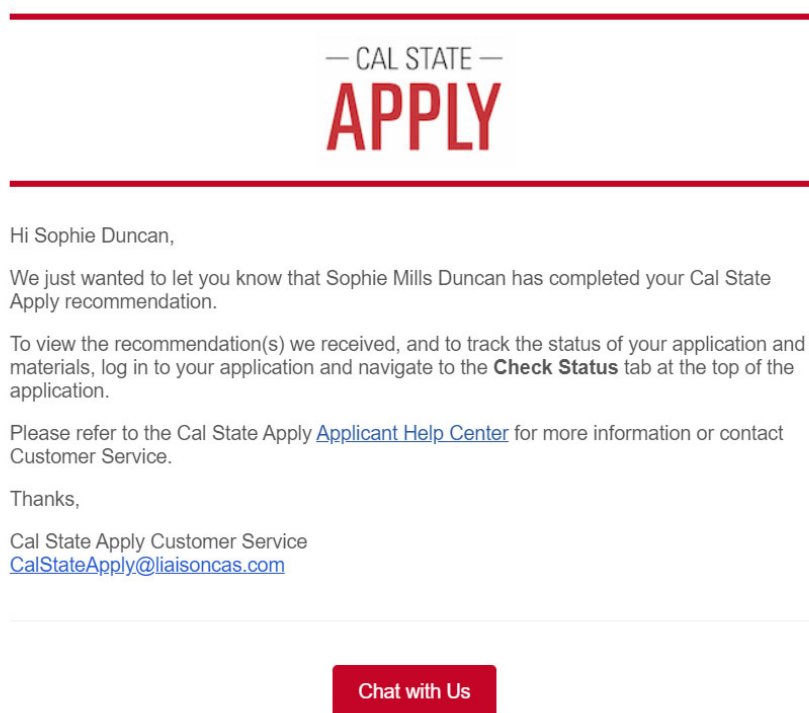 — CAL STATE —
APPLY
Hi Sophie Duncan,
We just wanted to let you know that Sophie Mills Duncan has completed your Cal State
Apply recommendation.
To view the recommendation(s) we received, and to track the status of your application and
materials, log in to your application and navigate to the Check Status tab at the top of the
application.
Please refer to the Cal State Apply Applicant Help Center for more information or contact
Customer Service.
Thanks,
Cal State Apply Customer Service
CalStateApply@liaisoncas.com
Chat with Us